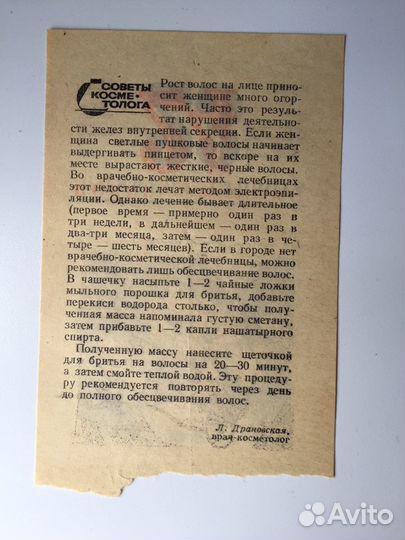 СОВЕТЫ
КОСМЕ-
ТОЛОГА
Рост волос на лице прино-
сит женщине много огор-
чений. Часто это резуль-
тат нарушения деятельно-
сти желез внутренней секреции. Если жен-
щина светлые пушковые волосы начинает
выдергивать пинцетом, то вскоре на их
месте вырастают жесткие, черные волосы.
Во врачебно-косметических лечебницах
этот недостаток лечат методом электроэпи-
ляции. Однако лечение бывает длительное
(первое время — примерно один раз в
три недели, в дальнейшем — один раз в
два-три месяца, затем — один раз в че-
тыре — шесть месяцев). Если в городе нет
врачебно-косметической лечебницы, можно
рекомендовать лишь обесцвечивание волос.
В чашечку насыпьте 1—2 чайные ложки
мыльного порошка для бритья, добавьте
перекиси водорода столько, чтобы полу-
ченная масса напоминала густую сметану,
затем прибавьте 1—2 капли нашатырного
спирта.
Полученную массу нанесите щеточкой
для бритья на волосы на 20—30 минут,
а затем смойте теплой водой. Эту процеду-
ру рекомендуется повторять через день
до полного обесцвечивания волос.
Л. Драновская,
врач-косметолог
Avito